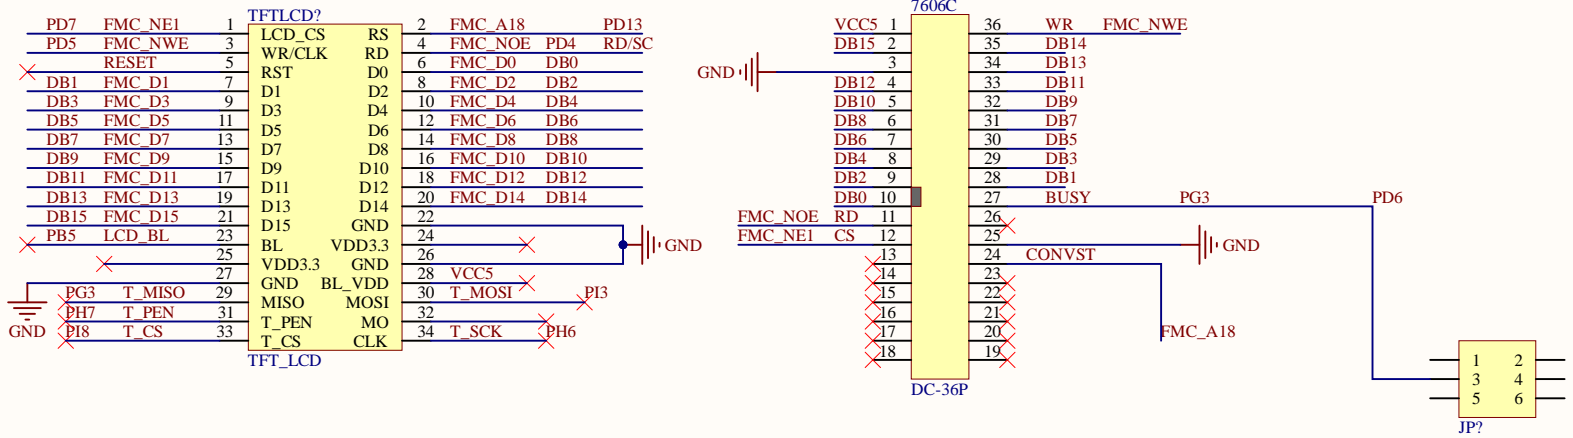 TFTLCD?
PD7 FMC_NE1 1 LCD_CS RS 2 FMC_A18 PD13
PD5 FMC_NWE 3 WR/CLK RD 4 FMC_NOE PD4 RD/SC
RESET 5 RST D0 6 FMC_D0 DB0
DB1 FMC_D1 7 D1 D2 8 FMC_D2 DB2
DB3 FMC_D3 9 D3 D4 10 FMC_D4 DB4
DB5 FMC_D5 11 D5 D6 12 FMC_D6 DB6
DB7 FMC_D7 13 D7 D8 14 FMC_D8 DB8
DB9 FMC_D9 15 D9 D10 16 FMC_D10 DB10
DB11 FMC_D11 17 D11 D12 18 FMC_D12 DB12
DB13 FMC_D13 19 D13 D14 20 FMC_D14 DB14
DB15 FMC_D15 21 D15 GND 22
PB5 LCD_BL 23 BL VDD3.3 24 GND
25 VDD3.3 GND 26
27 GND BL_VDD 28 VCC5
PG3 T_MISO 29 MISO MOSI 30 T_MOSI PI3
PH7 T_PEN 31 T_PEN MO 32
GND PI8 T_CS 33 T_CS CLK 34 T_SCK PH6
TFT_LCD
7606C
VCC5 1 36 WR FMC_NWE
DB15 2 35 DB14
GND 3 34 DB13
DB12 4 33 DB11
DB10 5 32 DB9
DB8 6 31 DB7
DB6 7 30 DB5
DB4 8 29 DB3
DB2 9 28 DB1
DB0 10 27 BUSY PG3 PD6
FMC_NOE RD 11 26
FMC_NE1 CS 12 25 GND
13 24 CONVST
14 23
15 22
16 21
17 20 FMC_A18
18 19
DC-36P
1 2
3 4
5 6
JP?